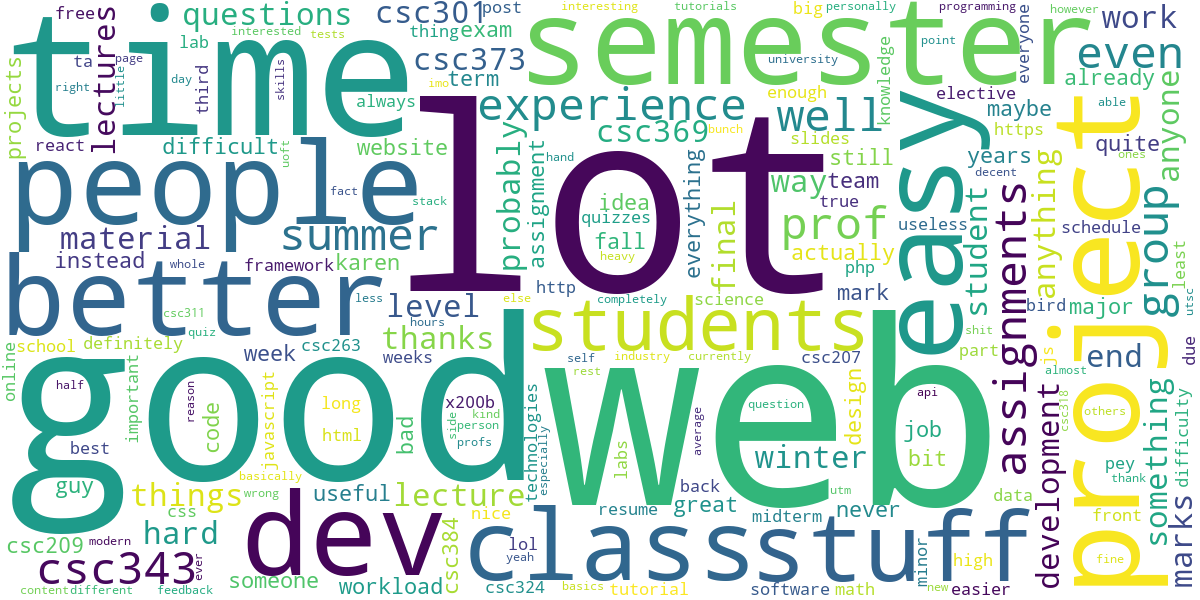 free
time
questions
csc301
post
interesting
tutorials
big
personally
programming
however
lectures
interested
tests
thing
exam
semester
everyone
work
ta
page
lab
csc373
university
point
even
projects
right
little
day
third
skills
imo
term
already
always
experience
enough
well
knowledge
elective
maybe
able
anyone
react
difficult
uoft
website
lot
csc369
bunch
slides
easy
https
quite
people
fact
stack
probably
assignment
hand
idea
quizzes
everything
still
way
team
true
years
decent
ones
project
material
summer
fall
heavy
final
prof
actually
useless
student
assignments
anything
schedule
group
instead
whole
framework
karen
http
completely
science
php
mark
bird
major
least
utsc
better
less
level
else
csc311
hours
quiz
thanks
students
shit
js
due
school
definitely
week
csc263
weeks
self
rest
industry
currently
csc207
part
end
almost
online
good
half
reason
important
long
html
x200b
kind
person
profs
side
web
question
average
api
design
job
bit
development
csc318
others
something
difficulty
best
code
javascript
bad
technologies
especially
labs
winter
pey
thank
guy
basically
things
wrong
useful
lecture
back
utm
data
front
marks
css
hard
dev
nice
resume
great
midterm
never
csc209
modern
csc343
ever
csc384
lol
yeah
class
stuff
minor
high
fine
someone
workload
csc324
basics
tutorial
software
math
new
easier
content
different
feedback